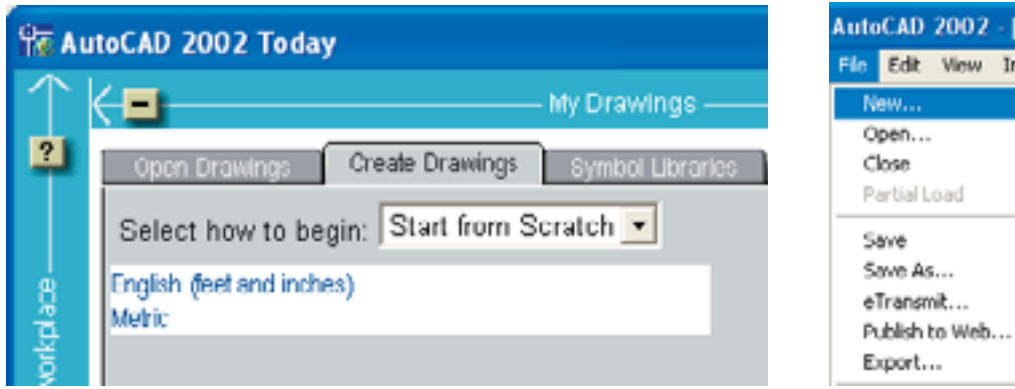 AutoCAD 2002 Today
My Drawings
?
Open Drawings Create Drawings Symbol Libraries
Select how to begin: Start from Scratch
English (feet and inches)
Metric
workplace
AutoCAD 2002 - [
File Edit View In
New...
Open...
Close
Partial Load
Save
Save As...
eTransmit...
Publish to Web...
Export...